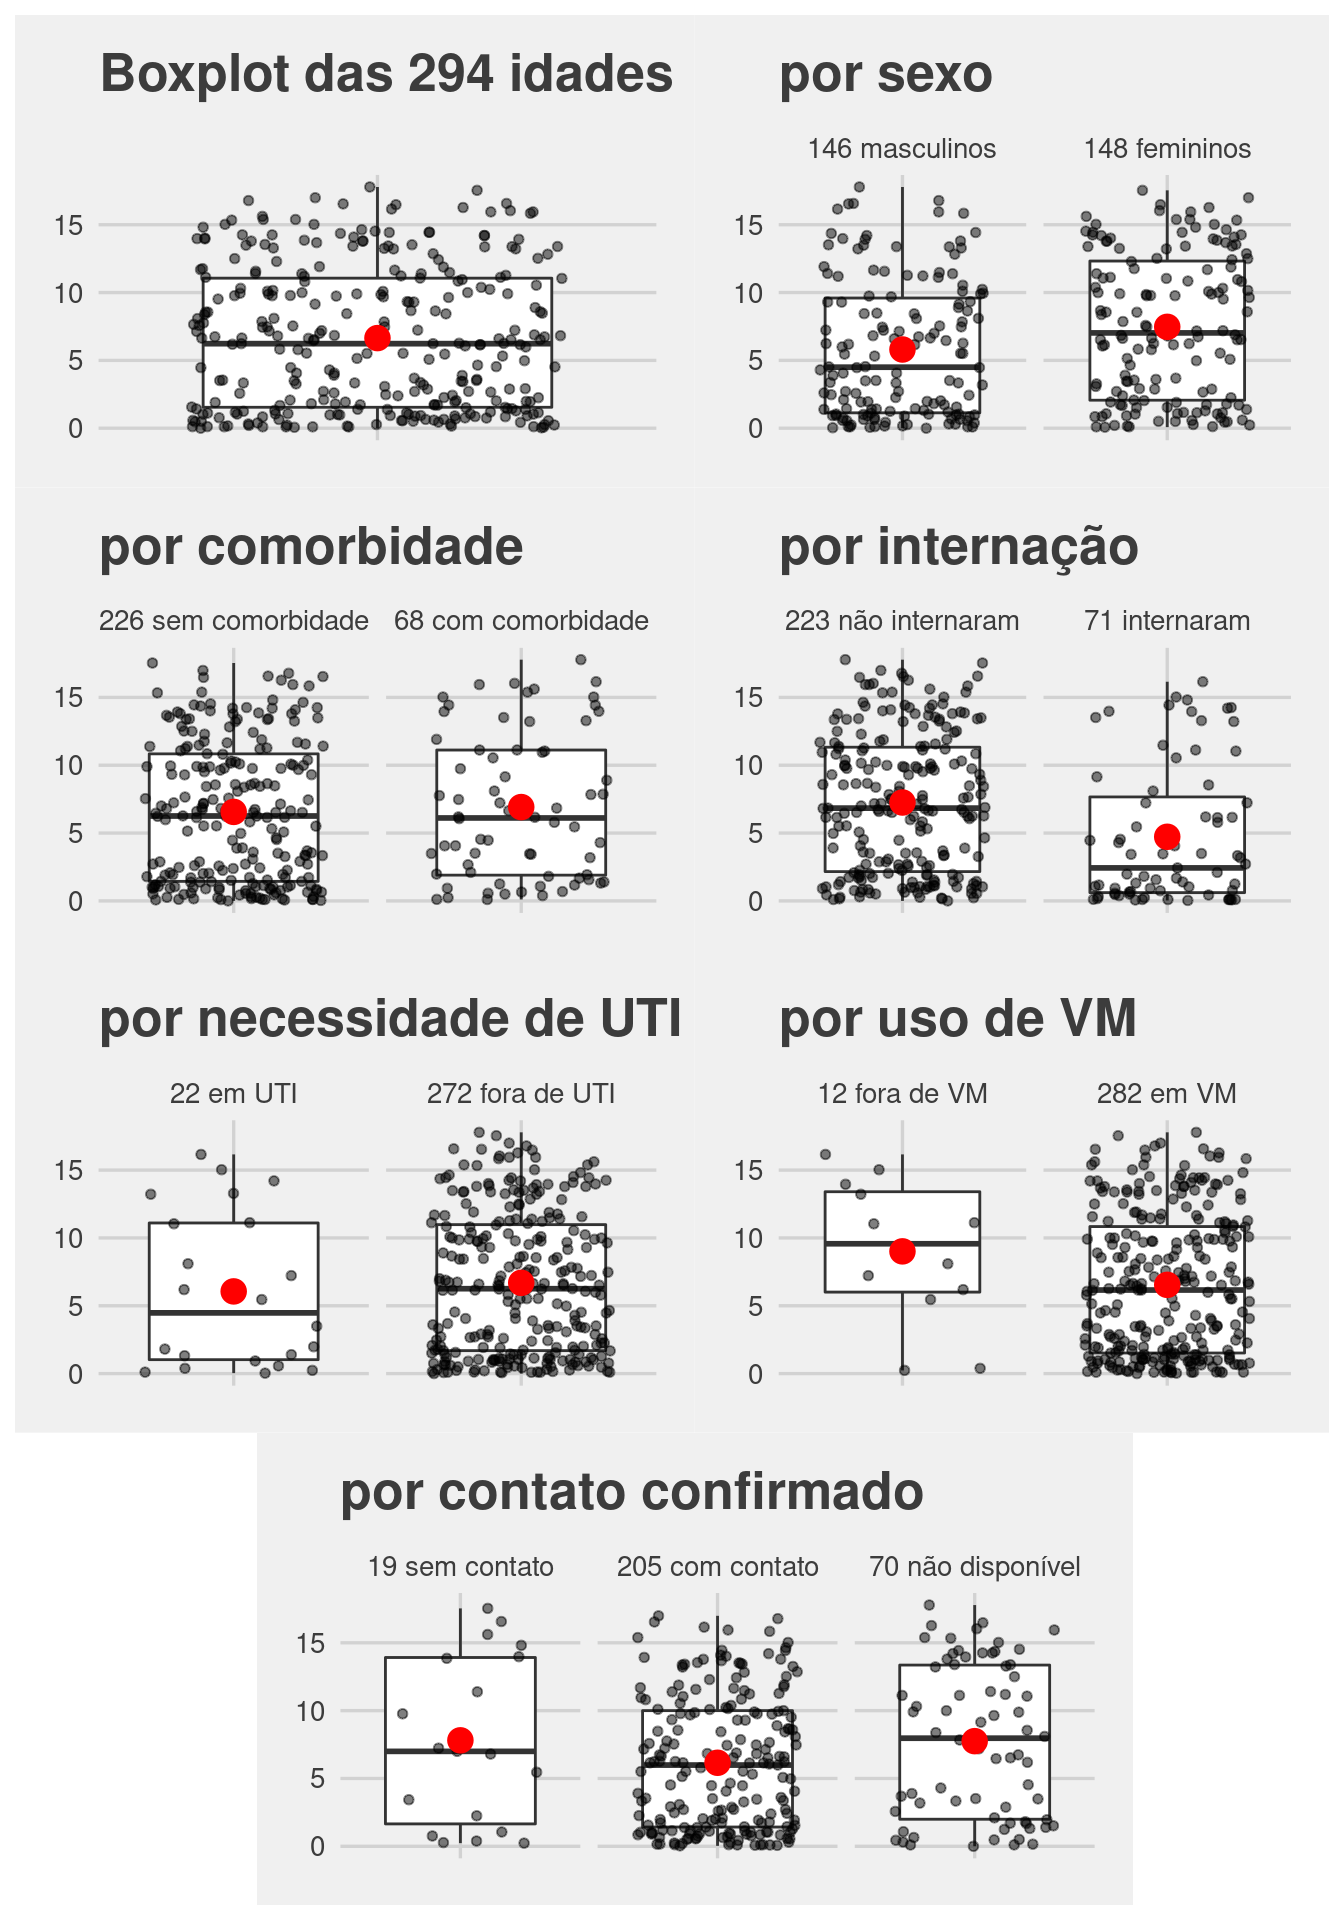 Boxplot das 294 idades
15
10
5
0
por sexo
146 masculinos 148 femininos
15
10
5
0
por comorbidade
226 sem comorbidade 68 com comorbidade
15
10
5
0
por internação
223 não internaram 71 internaram
15
10
5
0
por necessidade de UTI
22 em UTI 272 fora de UTI
15
10
5
0
por uso de VM
12 fora de VM 282 em VM
15
10
5
0
por contato confirmado
19 sem contato 205 com contato 70 não disponível
15
10
5
0